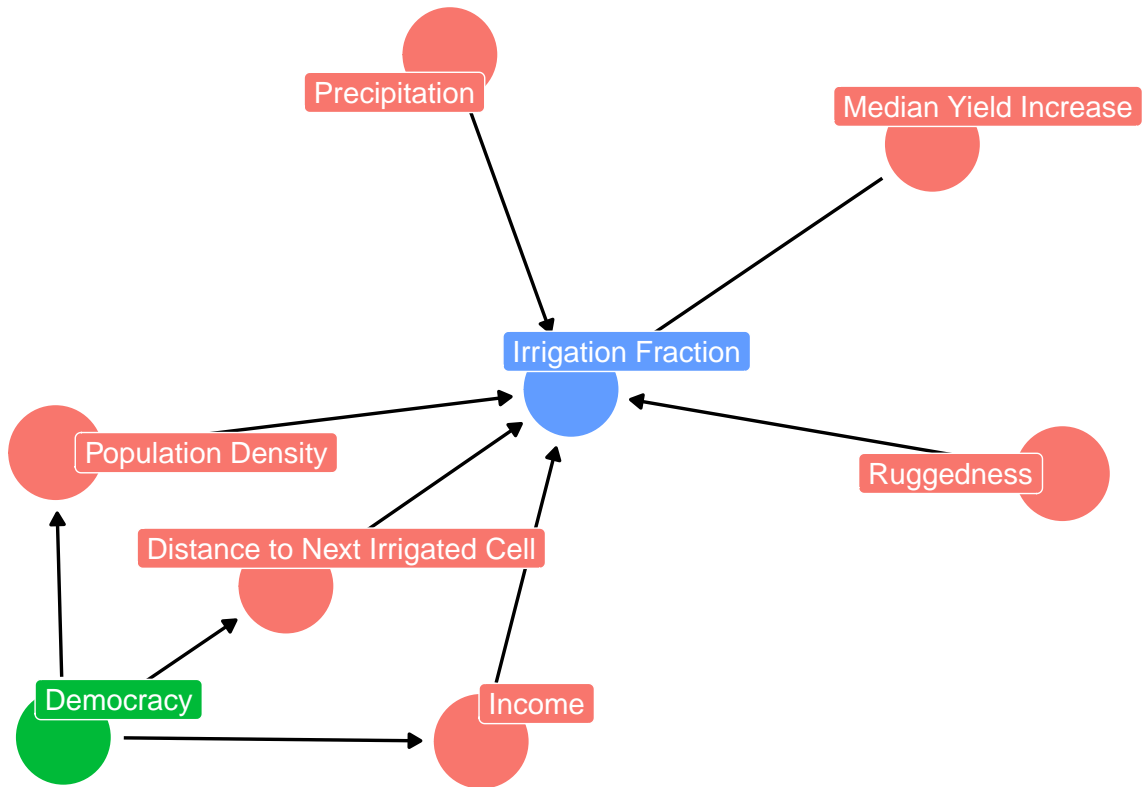 Precipitation
Median Yield Increase
Irrigation Fraction
Population Density
Ruggedness
Distance to Next Irrigated Cell
Democracy
Income